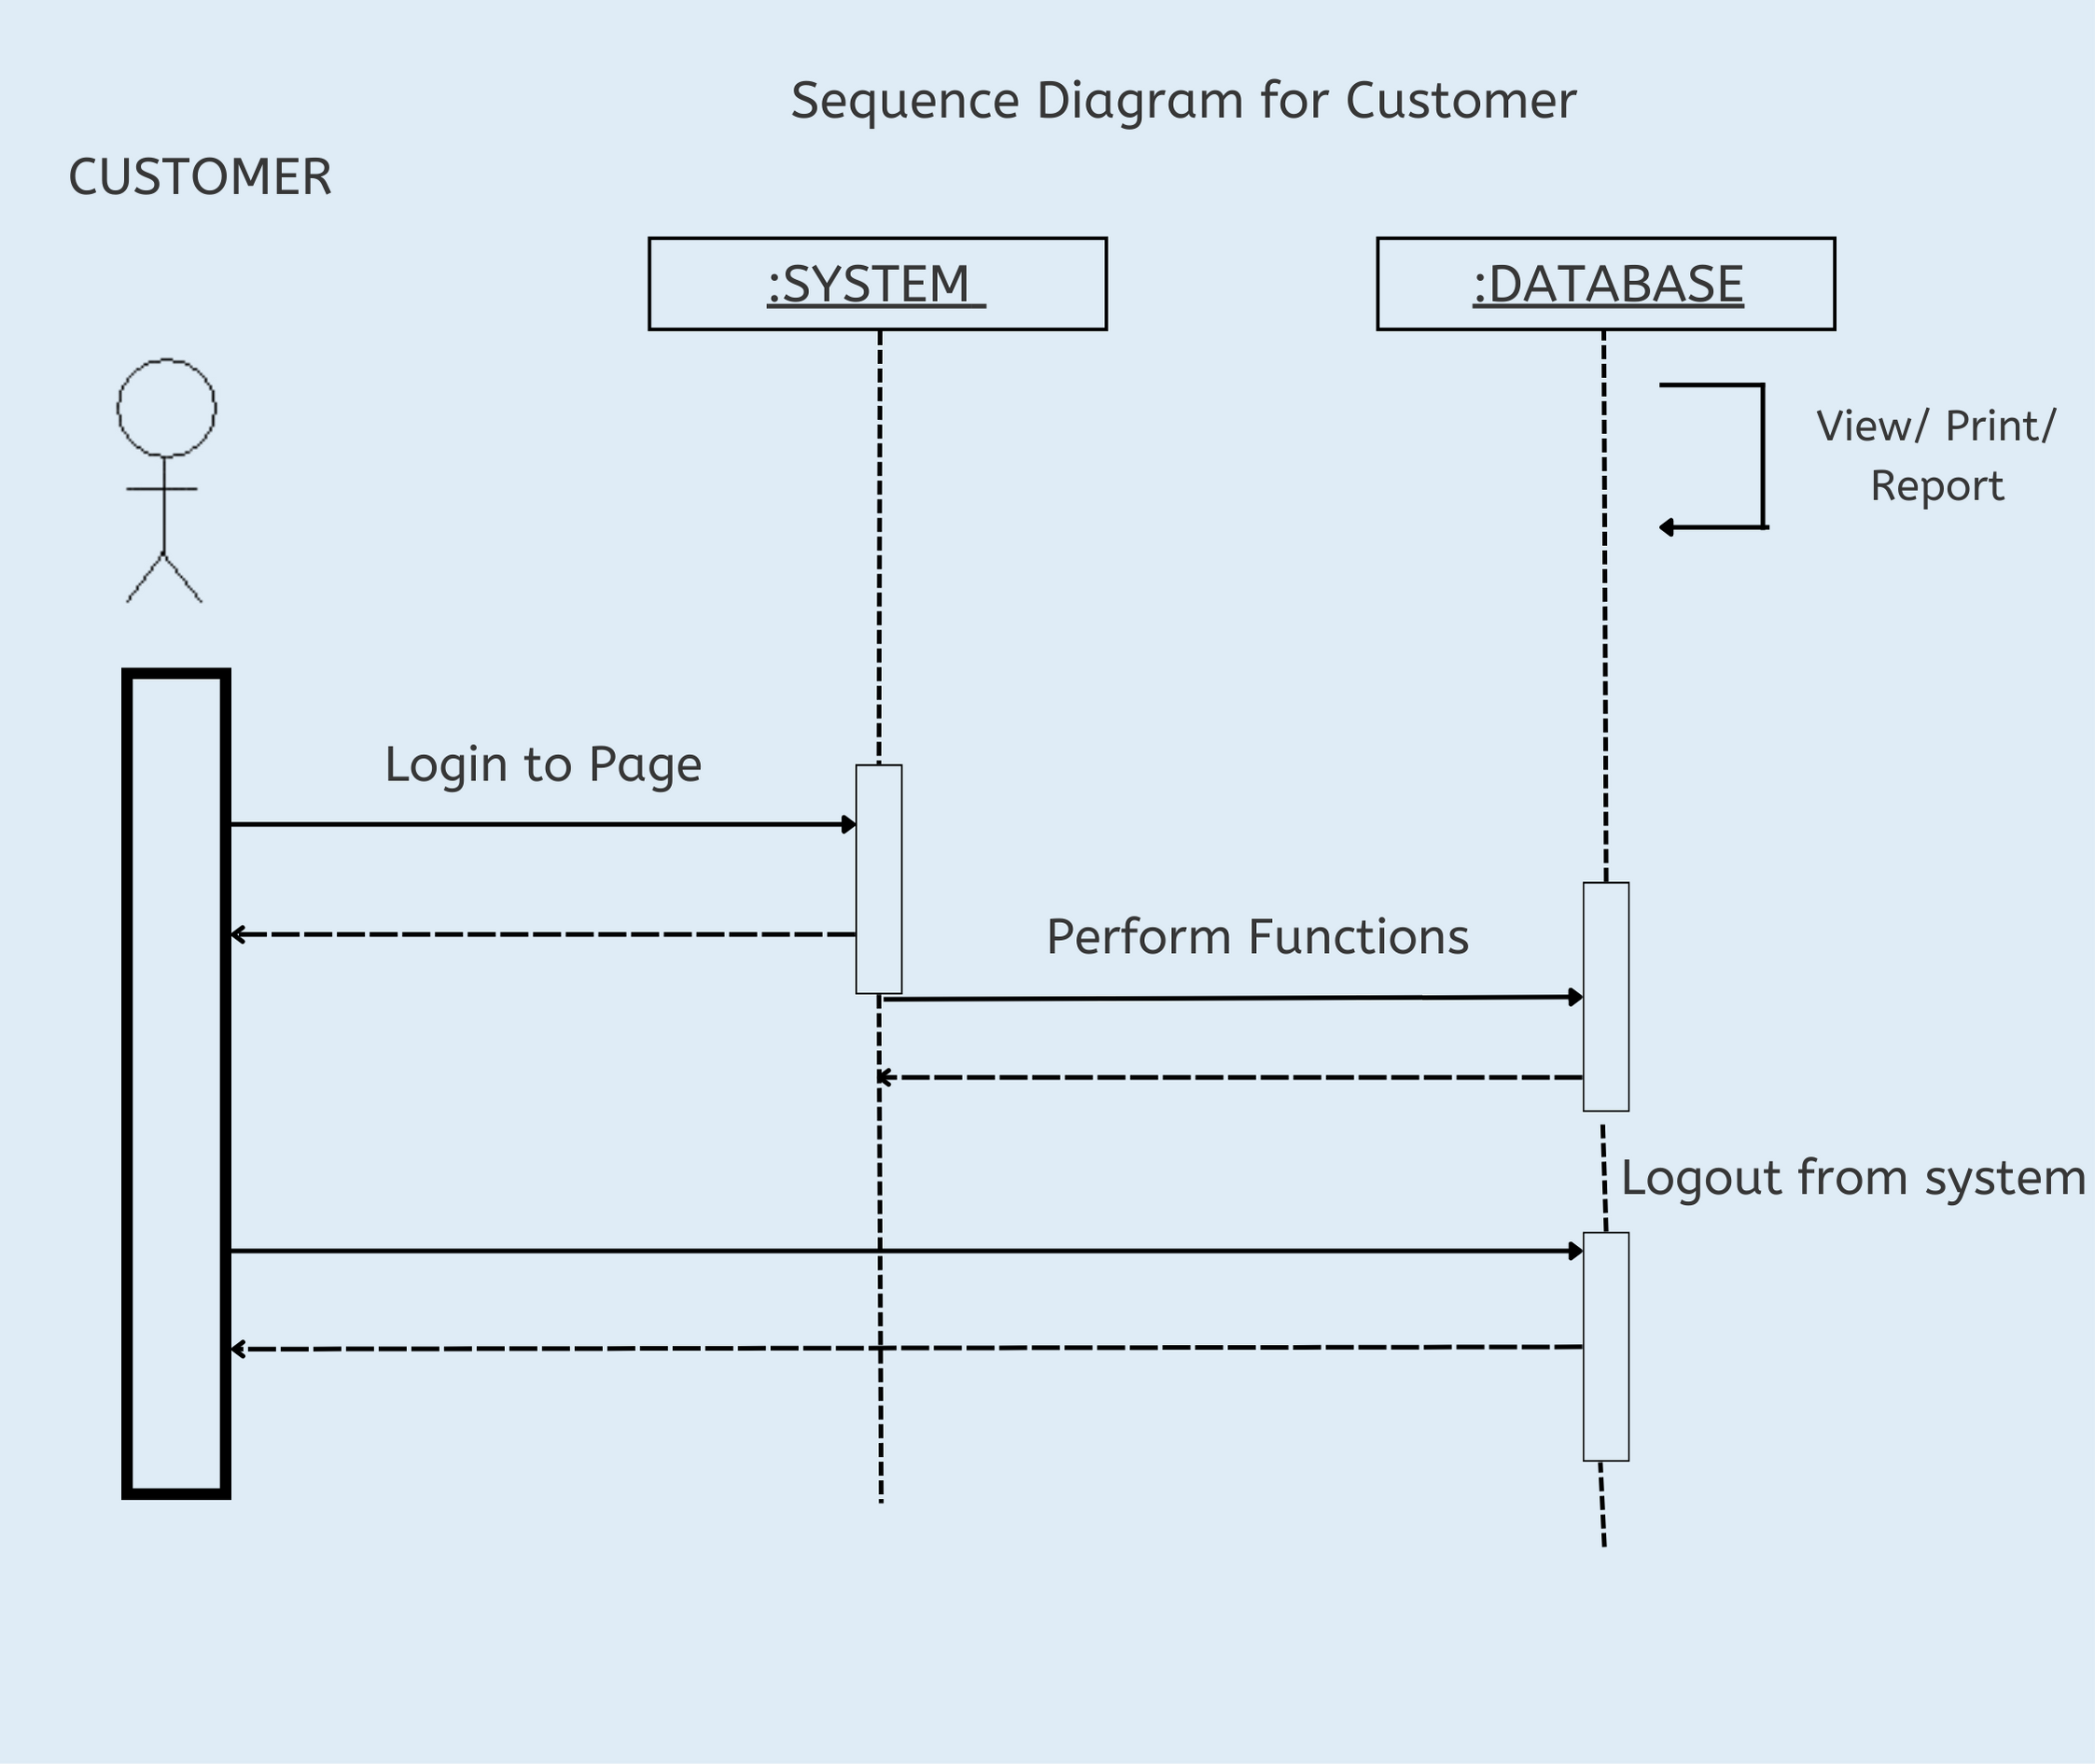 Sequence Diagram for Customer
CUSTOMER
:SYSTEM
:DATABASE
View/ Print/
Report
Login to Page
Perform Functions
Logout from system